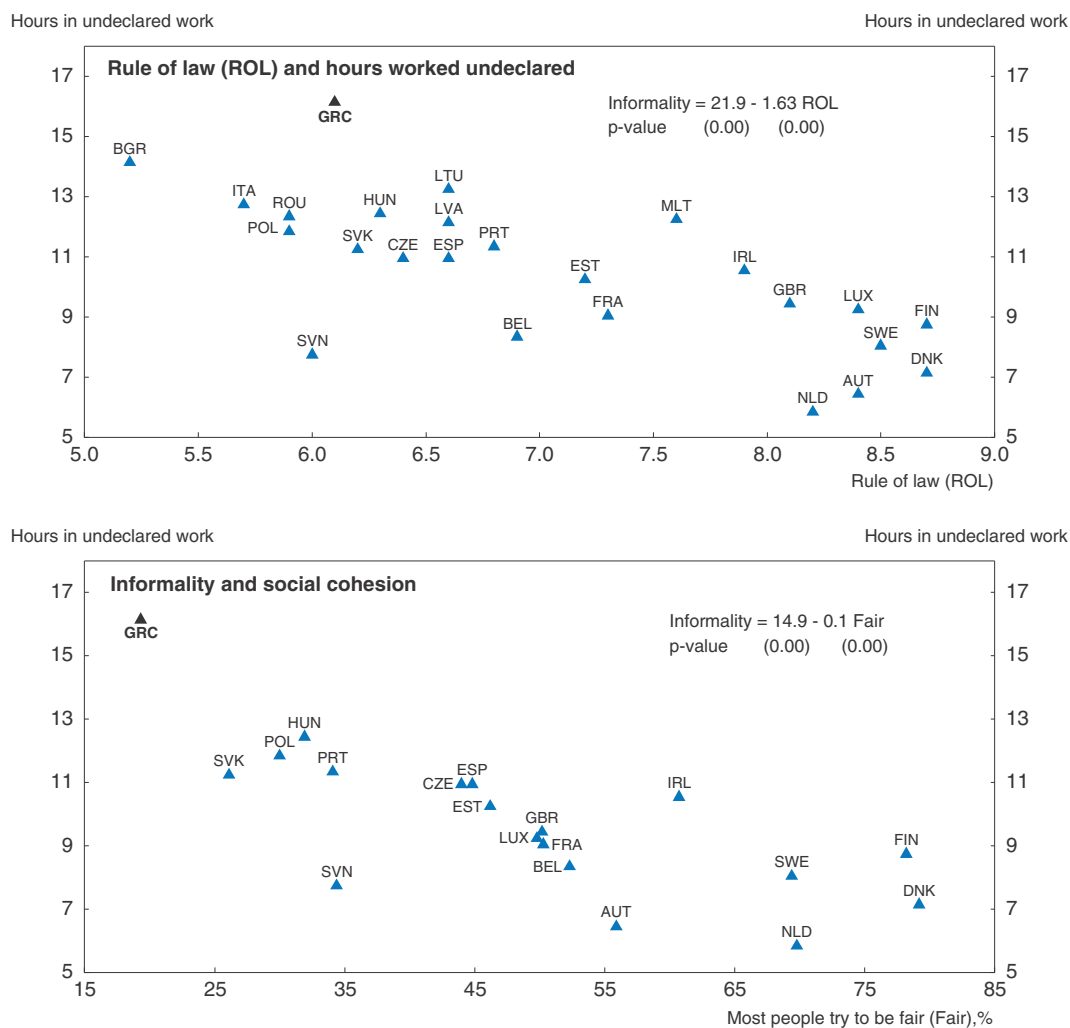 Hours in undeclared work Hours in undeclared work
Rule of law (ROL) and hours worked undeclared
17 17
Informality = 21.9 - 1.63 ROL
GRC
p-value (0.00) (0.00)
15 15
BGR
LTU
13 13
ITA ROU HUN
LVA MLT
POL SVK CZE ESP PRT
11 11
EST IRL
FRA GBR LUX
9 9
BEL FIN
SVN SWE
DNK
7 7
NLD AUT
5 5
5.0 5.5 6.0 6.5 7.0 7.5 8.0 8.5 9.0
Rule of law (ROL)
Hours in undeclared work Hours in undeclared work
Informality and social cohesion
17 17
Informality = 14.9 - 0.1 Fair
GRC
p-value (0.00) (0.00)
15 15
13 13
HUN
POL
SVK PRT
11 11
CZE ESP IRL
EST
GBR
LUX FRA
9 9
BEL FIN
SVN SWE
DNK
7 7
AUT
NLD
5 5
15 25 35 45 55 65 75 85
Most people try to be fair (Fair),%